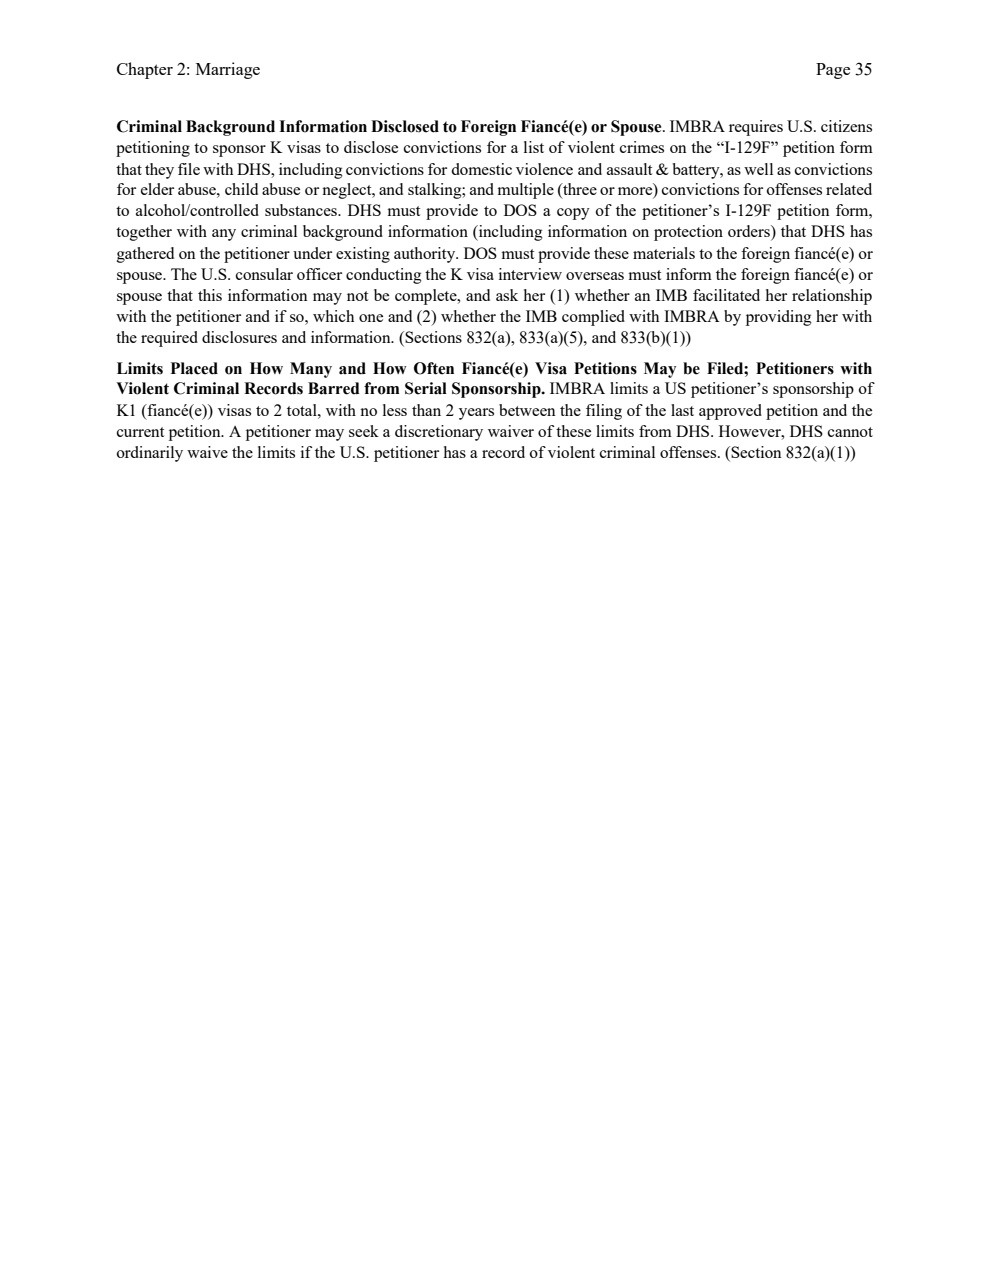 Chapter 2: Marriage
Page 35
Criminal Background Information Disclosed to Foreign Fiancé(e) or Spouse. IMBRA requires U.S. citizens
petitioning to sponsor K visas to disclose convictions for a list of violent crimes on the “I-129F” petition form
that they file with DHS, including convictions for domestic violence and assault & battery, as well as convictions
for elder abuse, child abuse or neglect, and stalking; and multiple (three or more) convictions for offenses related
to alcohol/controlled substances. DHS must provide to DOS a copy of the petitioner’s I-129F petition form,
together with any criminal background information (including information on protection orders) that DHS has
gathered on the petitioner under existing authority. DOS must provide these materials to the foreign fiancé(e) or
spouse. The U.S. consular officer conducting the K visa interview overseas must inform the foreign fiancé(e) or
spouse that this information may not be complete, and ask her (1) whether an IMB facilitated her relationship
with the petitioner and if so, which one and (2) whether the IMB complied with IMBRA by providing her with
the required disclosures and information. (Sections 832(a), 833(a)(5), and 833(b)(1))
Limits Placed on How Many and How Often Fiancé(e) Visa Petitions May be Filed; Petitioners with
Violent Criminal Records Barred from Serial Sponsorship. IMBRA limits a US petitioner’s sponsorship of
K1 (fiancé(e)) visas to 2 total, with no less than 2 years between the filing of the last approved petition and the
current petition. A petitioner may seek a discretionary waiver of these limits from DHS. However, DHS cannot
ordinarily waive the limits if the U.S. petitioner has a record of violent criminal offenses. (Section 832(a)(1))